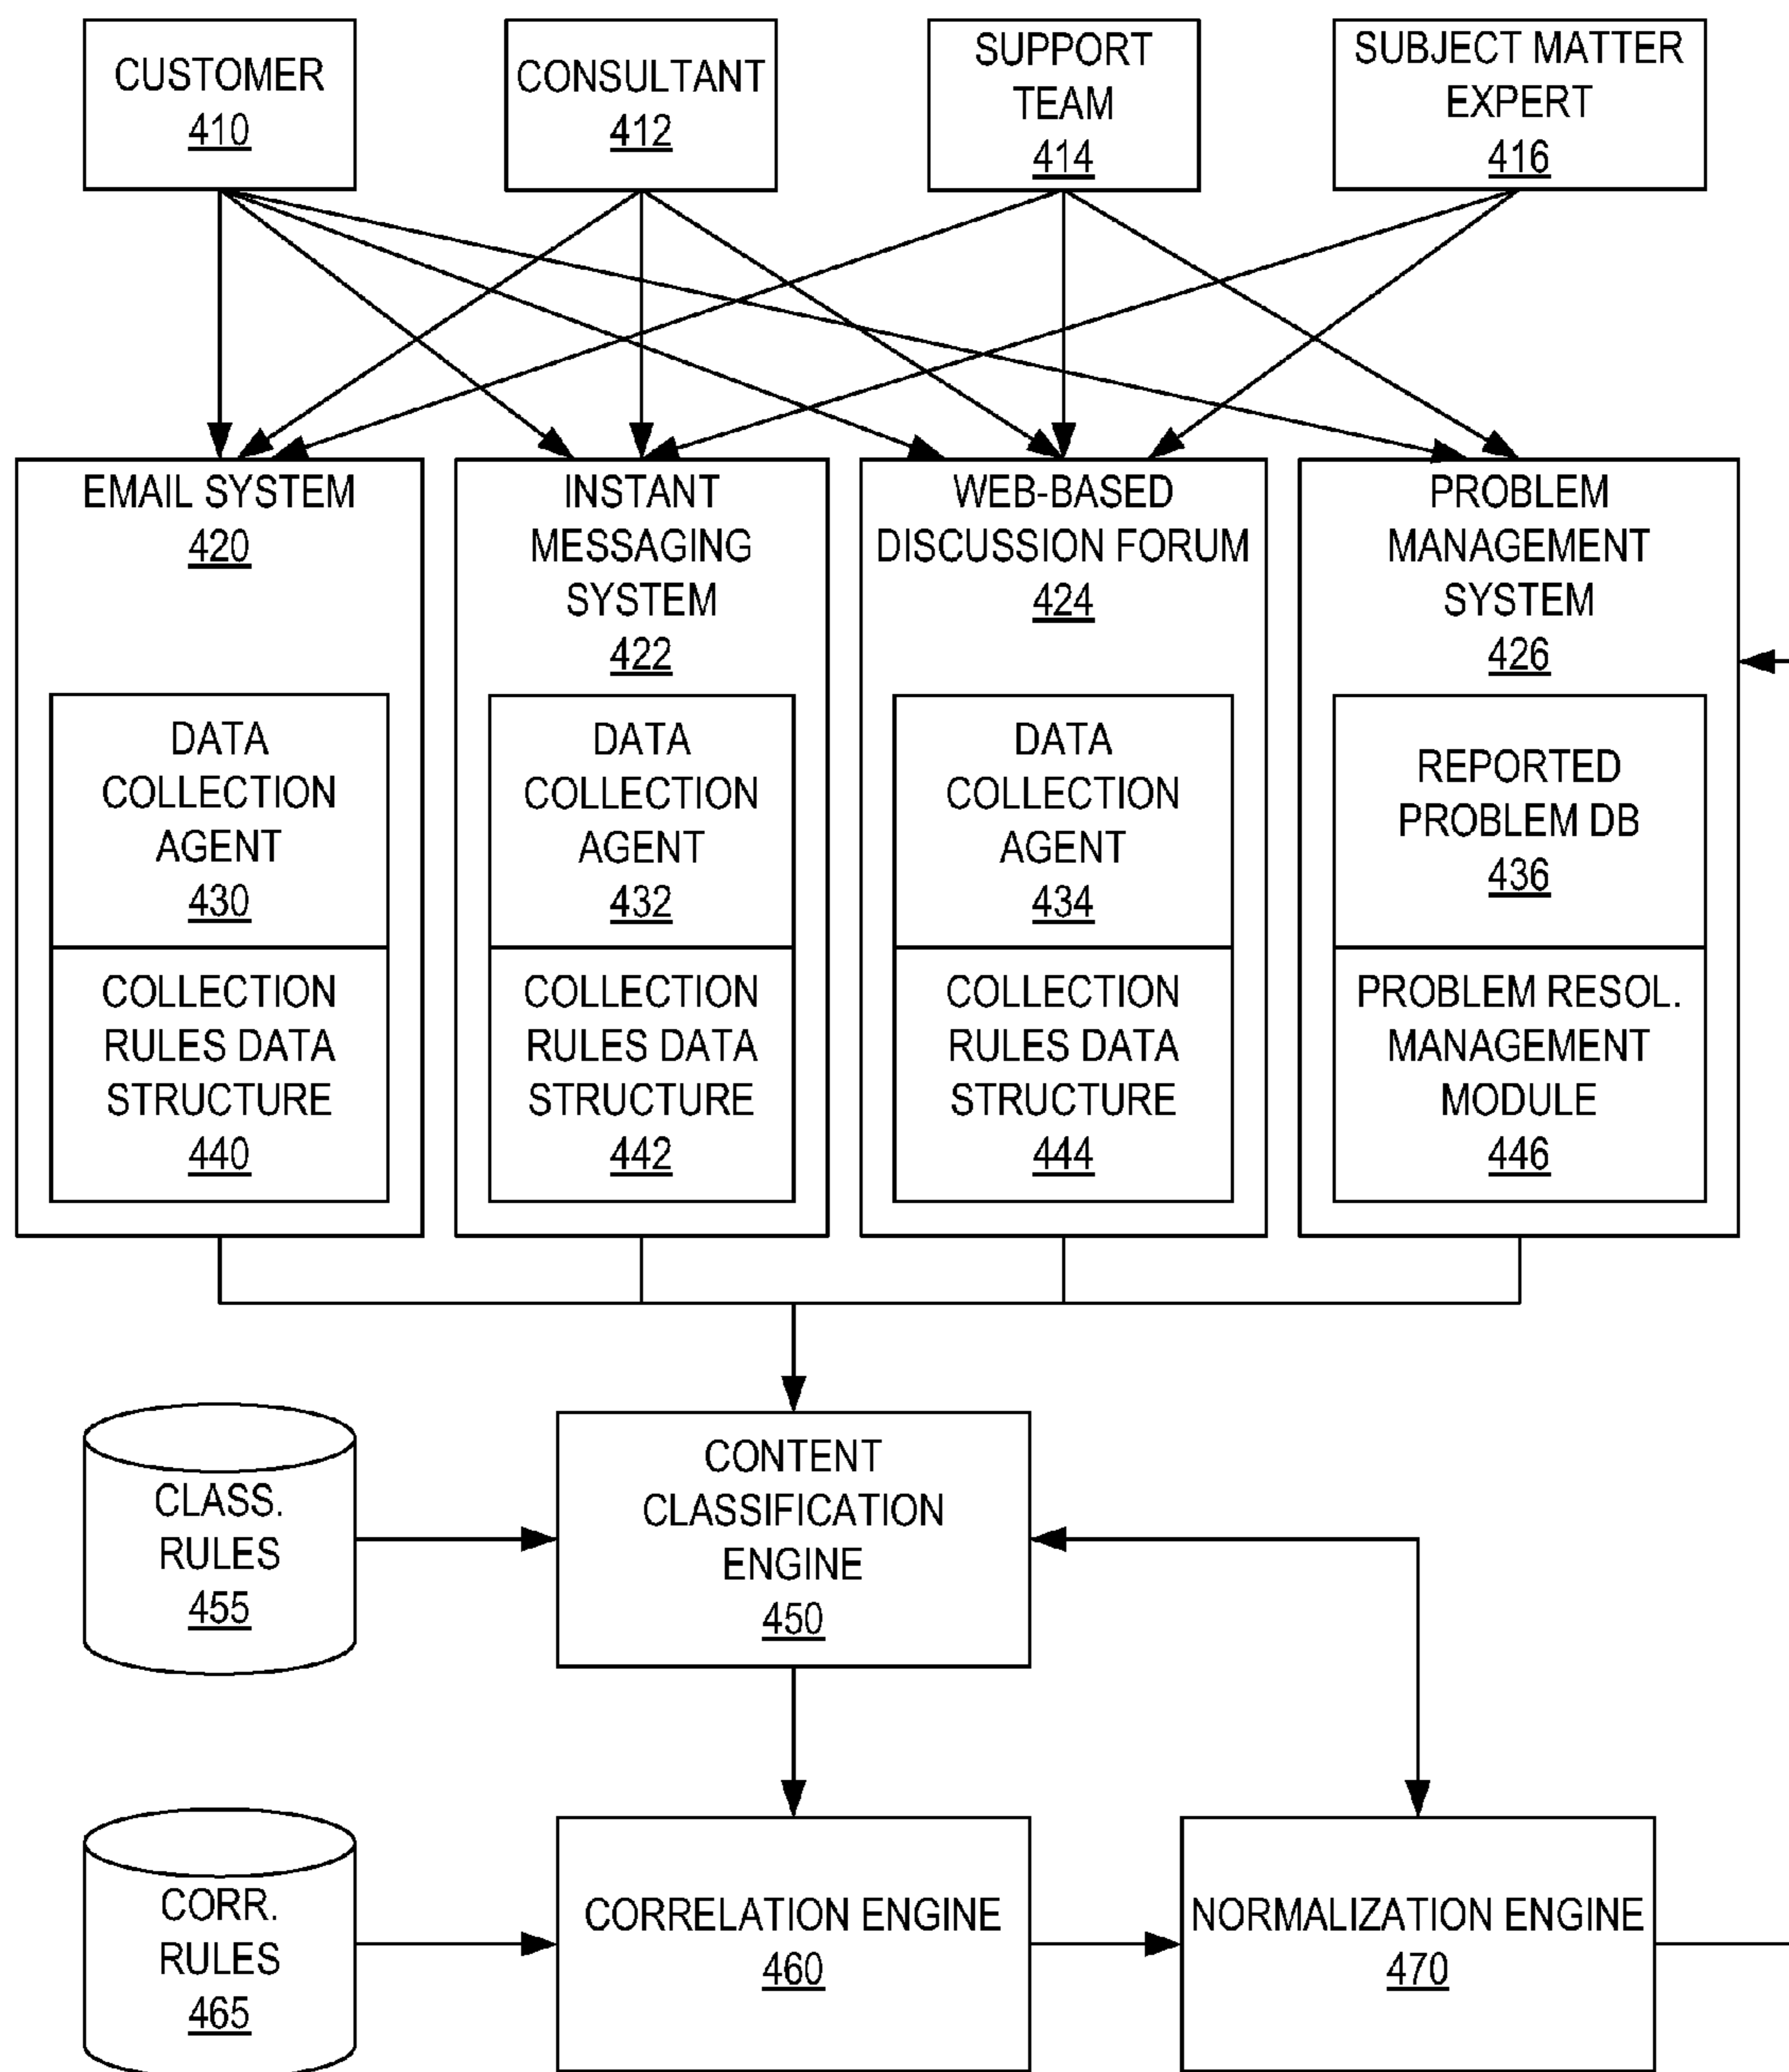 CUSTOMER
410
CONSULTANT
412
SUPPORT
TEAM
414
SUBJECT MATTER
EXPERT
416
EMAIL SYSTEM
420
INSTANT
MESSAGING
SYSTEM
422
WEB-BASED
DISCUSSION FORUM
424
PROBLEM
MANAGEMENT
SYSTEM
426
DATA
COLLECTION
AGENT
430
DATA
COLLECTION
AGENT
432
DATA
COLLECTION
AGENT
434
REPORTED
PROBLEM DB
436
COLLECTION
RULES DATA
STRUCTURE
440
COLLECTION
RULES DATA
STRUCTURE
442
COLLECTION
RULES DATA
STRUCTURE
444
PROBLEM RESOL.
MANAGEMENT
MODULE
446
CLASS.
RULES
455
CONTENT
CLASSIFICATION
ENGINE
450
CORR.
RULES
465
CORRELATION ENGINE
460
NORMALIZATION ENGINE
470